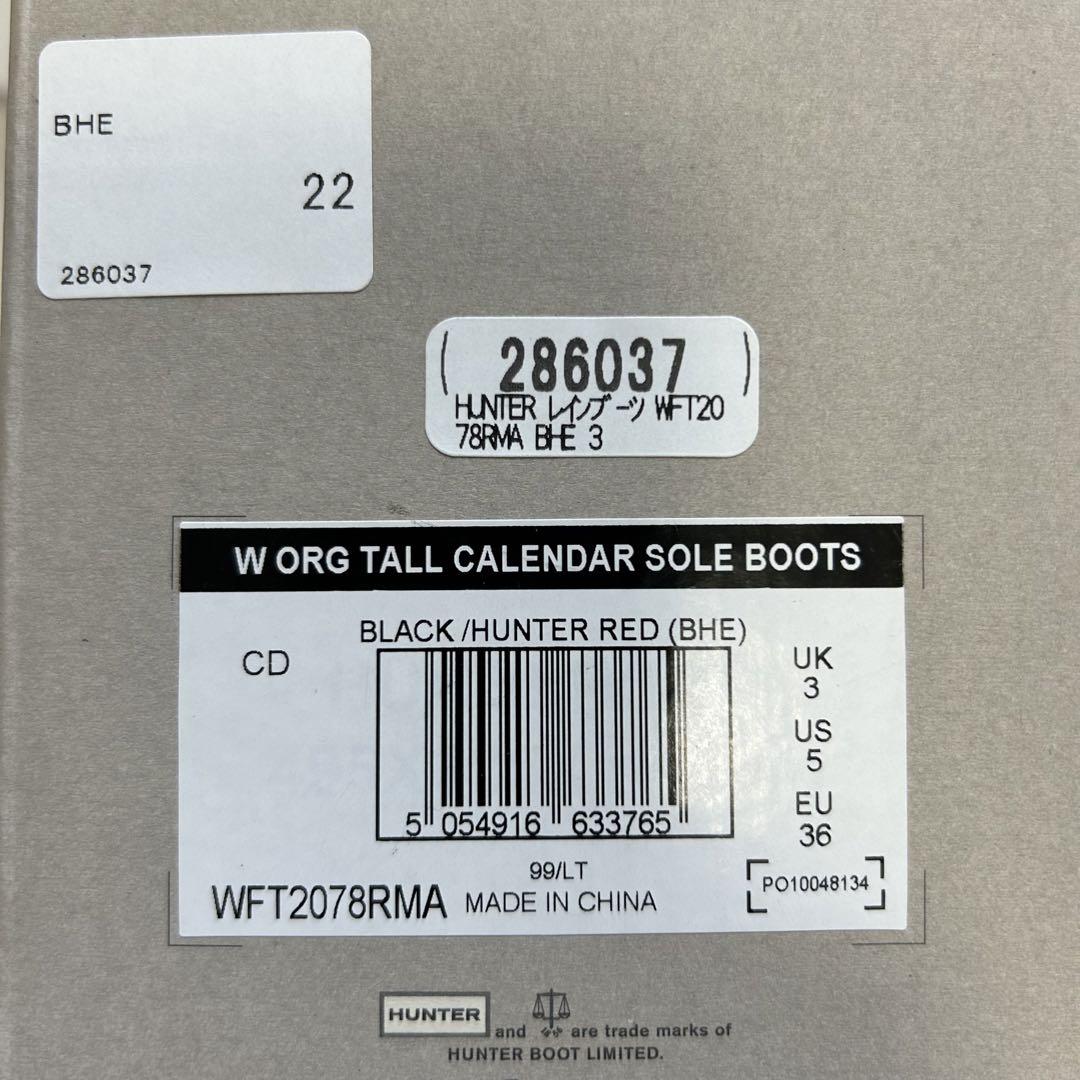 BHE
22
286037
( 286037 )
HUNTER レインブーツ WFT20
78RMA BHE 3
W ORG TALL CALENDAR SOLE BOOTS
BLACK /HUNTER RED (BHE)
CD
UK
3
US
5
EU
36
5 054916 633765
99/LT
WFT2078RMA MADE IN CHINA
PO10048134
HUNTER and are trade marks of
HUNTER BOOT LIMITED.